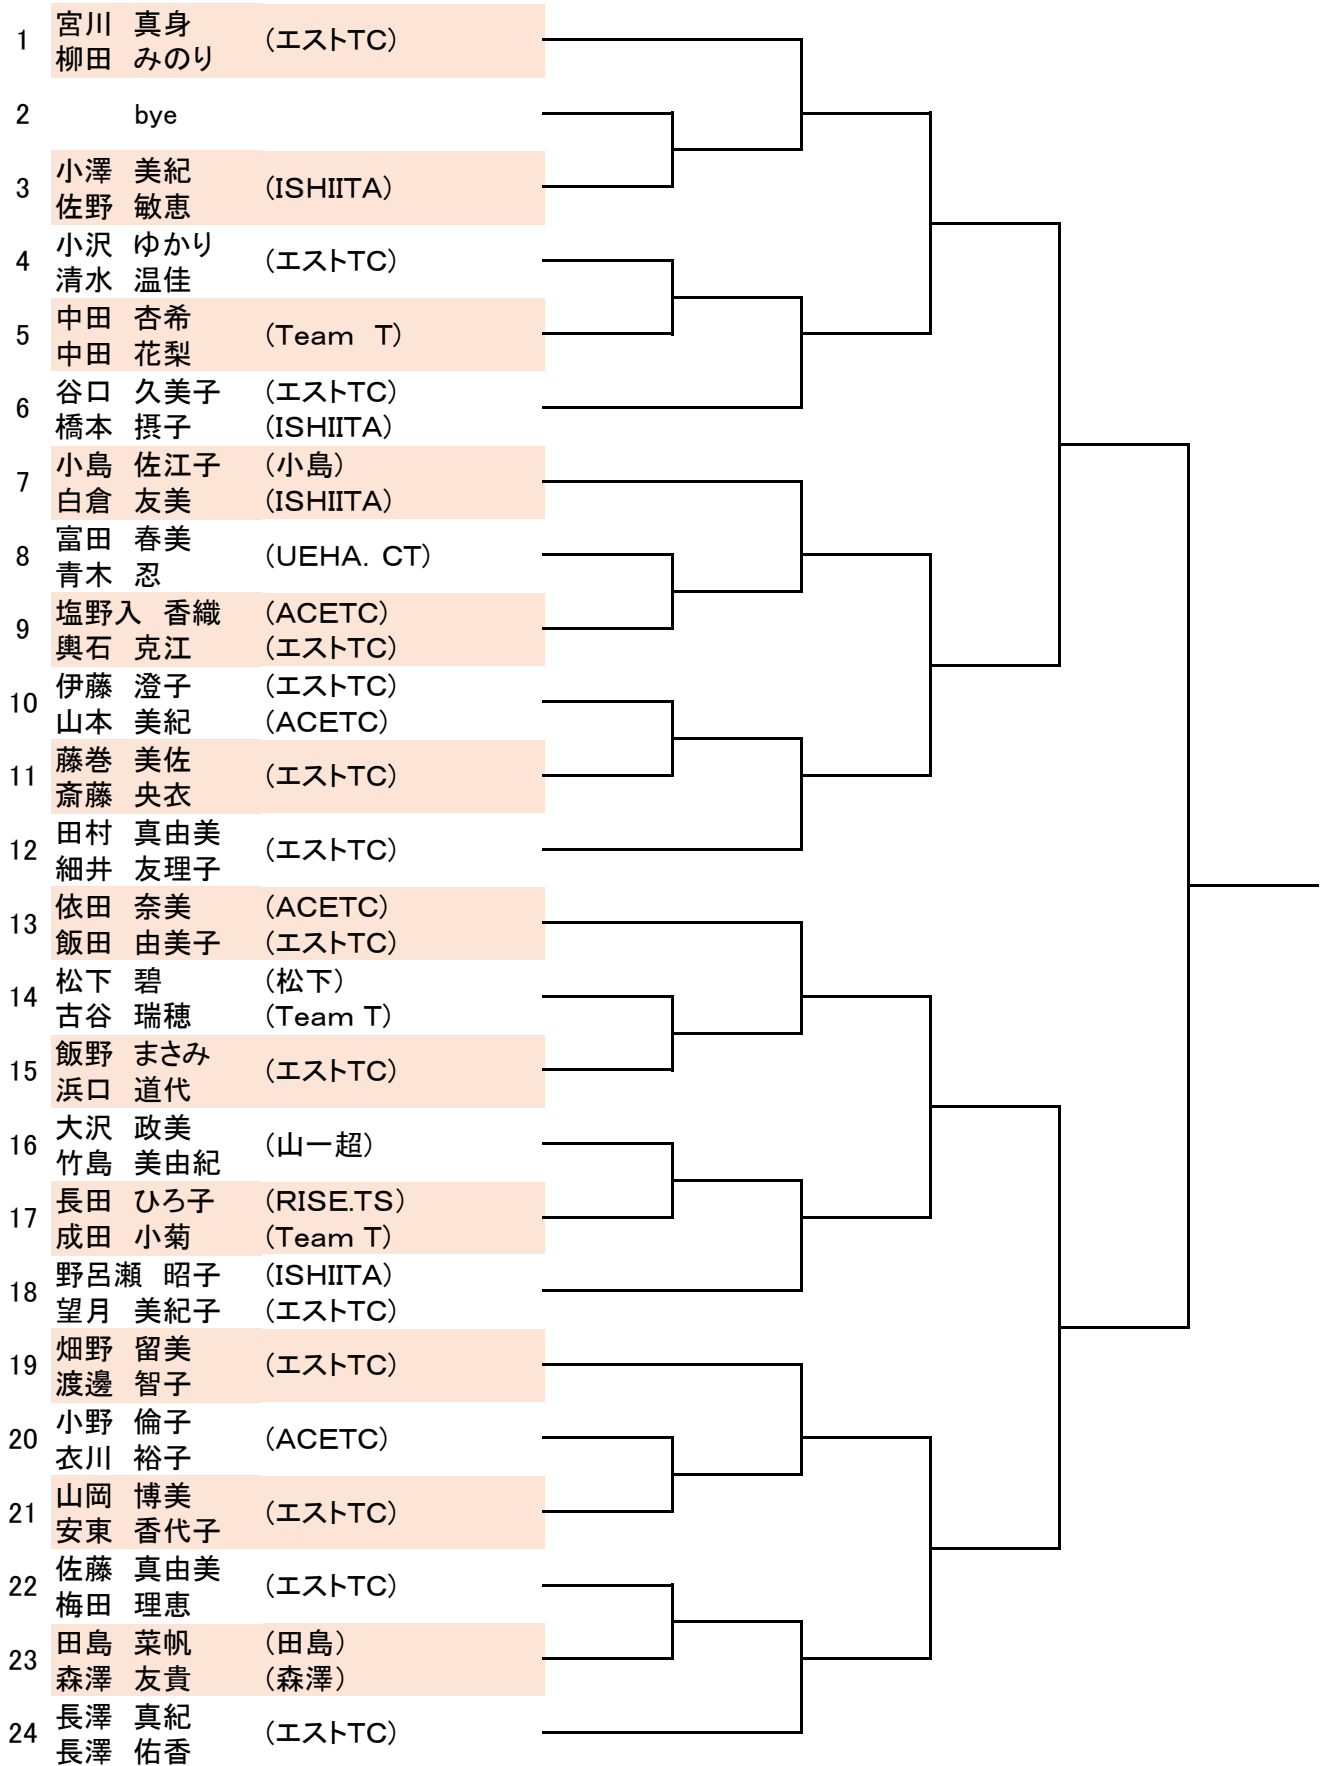 1 宮川　真身 (エストTC)
柳田　みのり
2 bye
3 小澤　美紀 (ISHIITA)
佐野　敏恵
4 小沢　ゆかり (エストTC)
清水　温佳
5 中田　杏希 (Team　T)
中田　花梨
6 谷口　久美子 (エストTC)
橋本　摂子 (ISHIITA)
7 小島　佐江子 (小島)
白倉　友美 (ISHIITA)
8 富田　春美 (UEHA．CT)
青木　忍
9 塩野入　香織 (ACETC)
輿石　克江 (エストTC)
10 伊藤　澄子 (エストTC)
山本　美紀 (ACETC)
11 藤巻　美佐 (エストTC)
斎藤　央衣
12 田村　真由美 (エストTC)
細井　友理子
13 依田　奈美 (ACETC)
飯田　由美子 (エストTC)
14 松下　碧 (松下)
古谷　瑞穂 (Team T)
15 飯野　まさみ (エストTC)
浜口　道代
16 大沢　政美 (山一超)
竹島　美由紀
17 長田　ひろ子 (RISE.TS)
成田　小菊 (Team T)
18 野呂瀬　昭子 (ISHIITA)
望月　美紀子 (エストTC)
19 畑野　留美 (エストTC)
渡邊　智子
20 小野　倫子 (ACETC)
衣川　裕子
21 山岡　博美 (エストTC)
安東　香代子
22 佐藤　真由美 (エストTC)
梅田　理恵
23 田島　菜帆 (田島)
森澤　友貴 (森澤)
24 長澤　真紀 (エストTC)
長澤　佑香